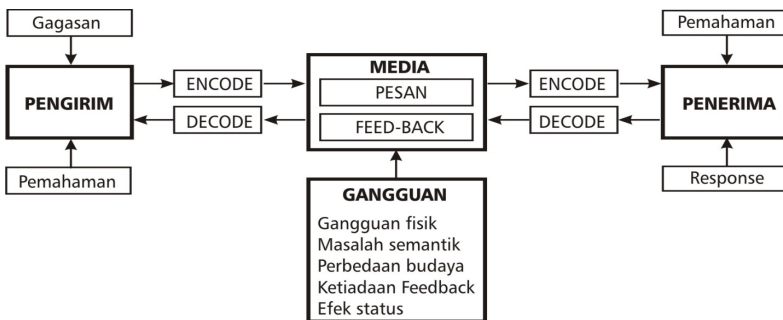 Gagasan
Pemahaman
PENGIRIM
ENCODE
DECODE
MEDIA
PESAN
FEED-BACK
ENCODE
DECODE
PENERIMA
Pemahaman
Response
GANGGUAN
Gangguan fisik
Masalah semantik
Perbedaan budaya
Ketiadaan Feedback
Efek status